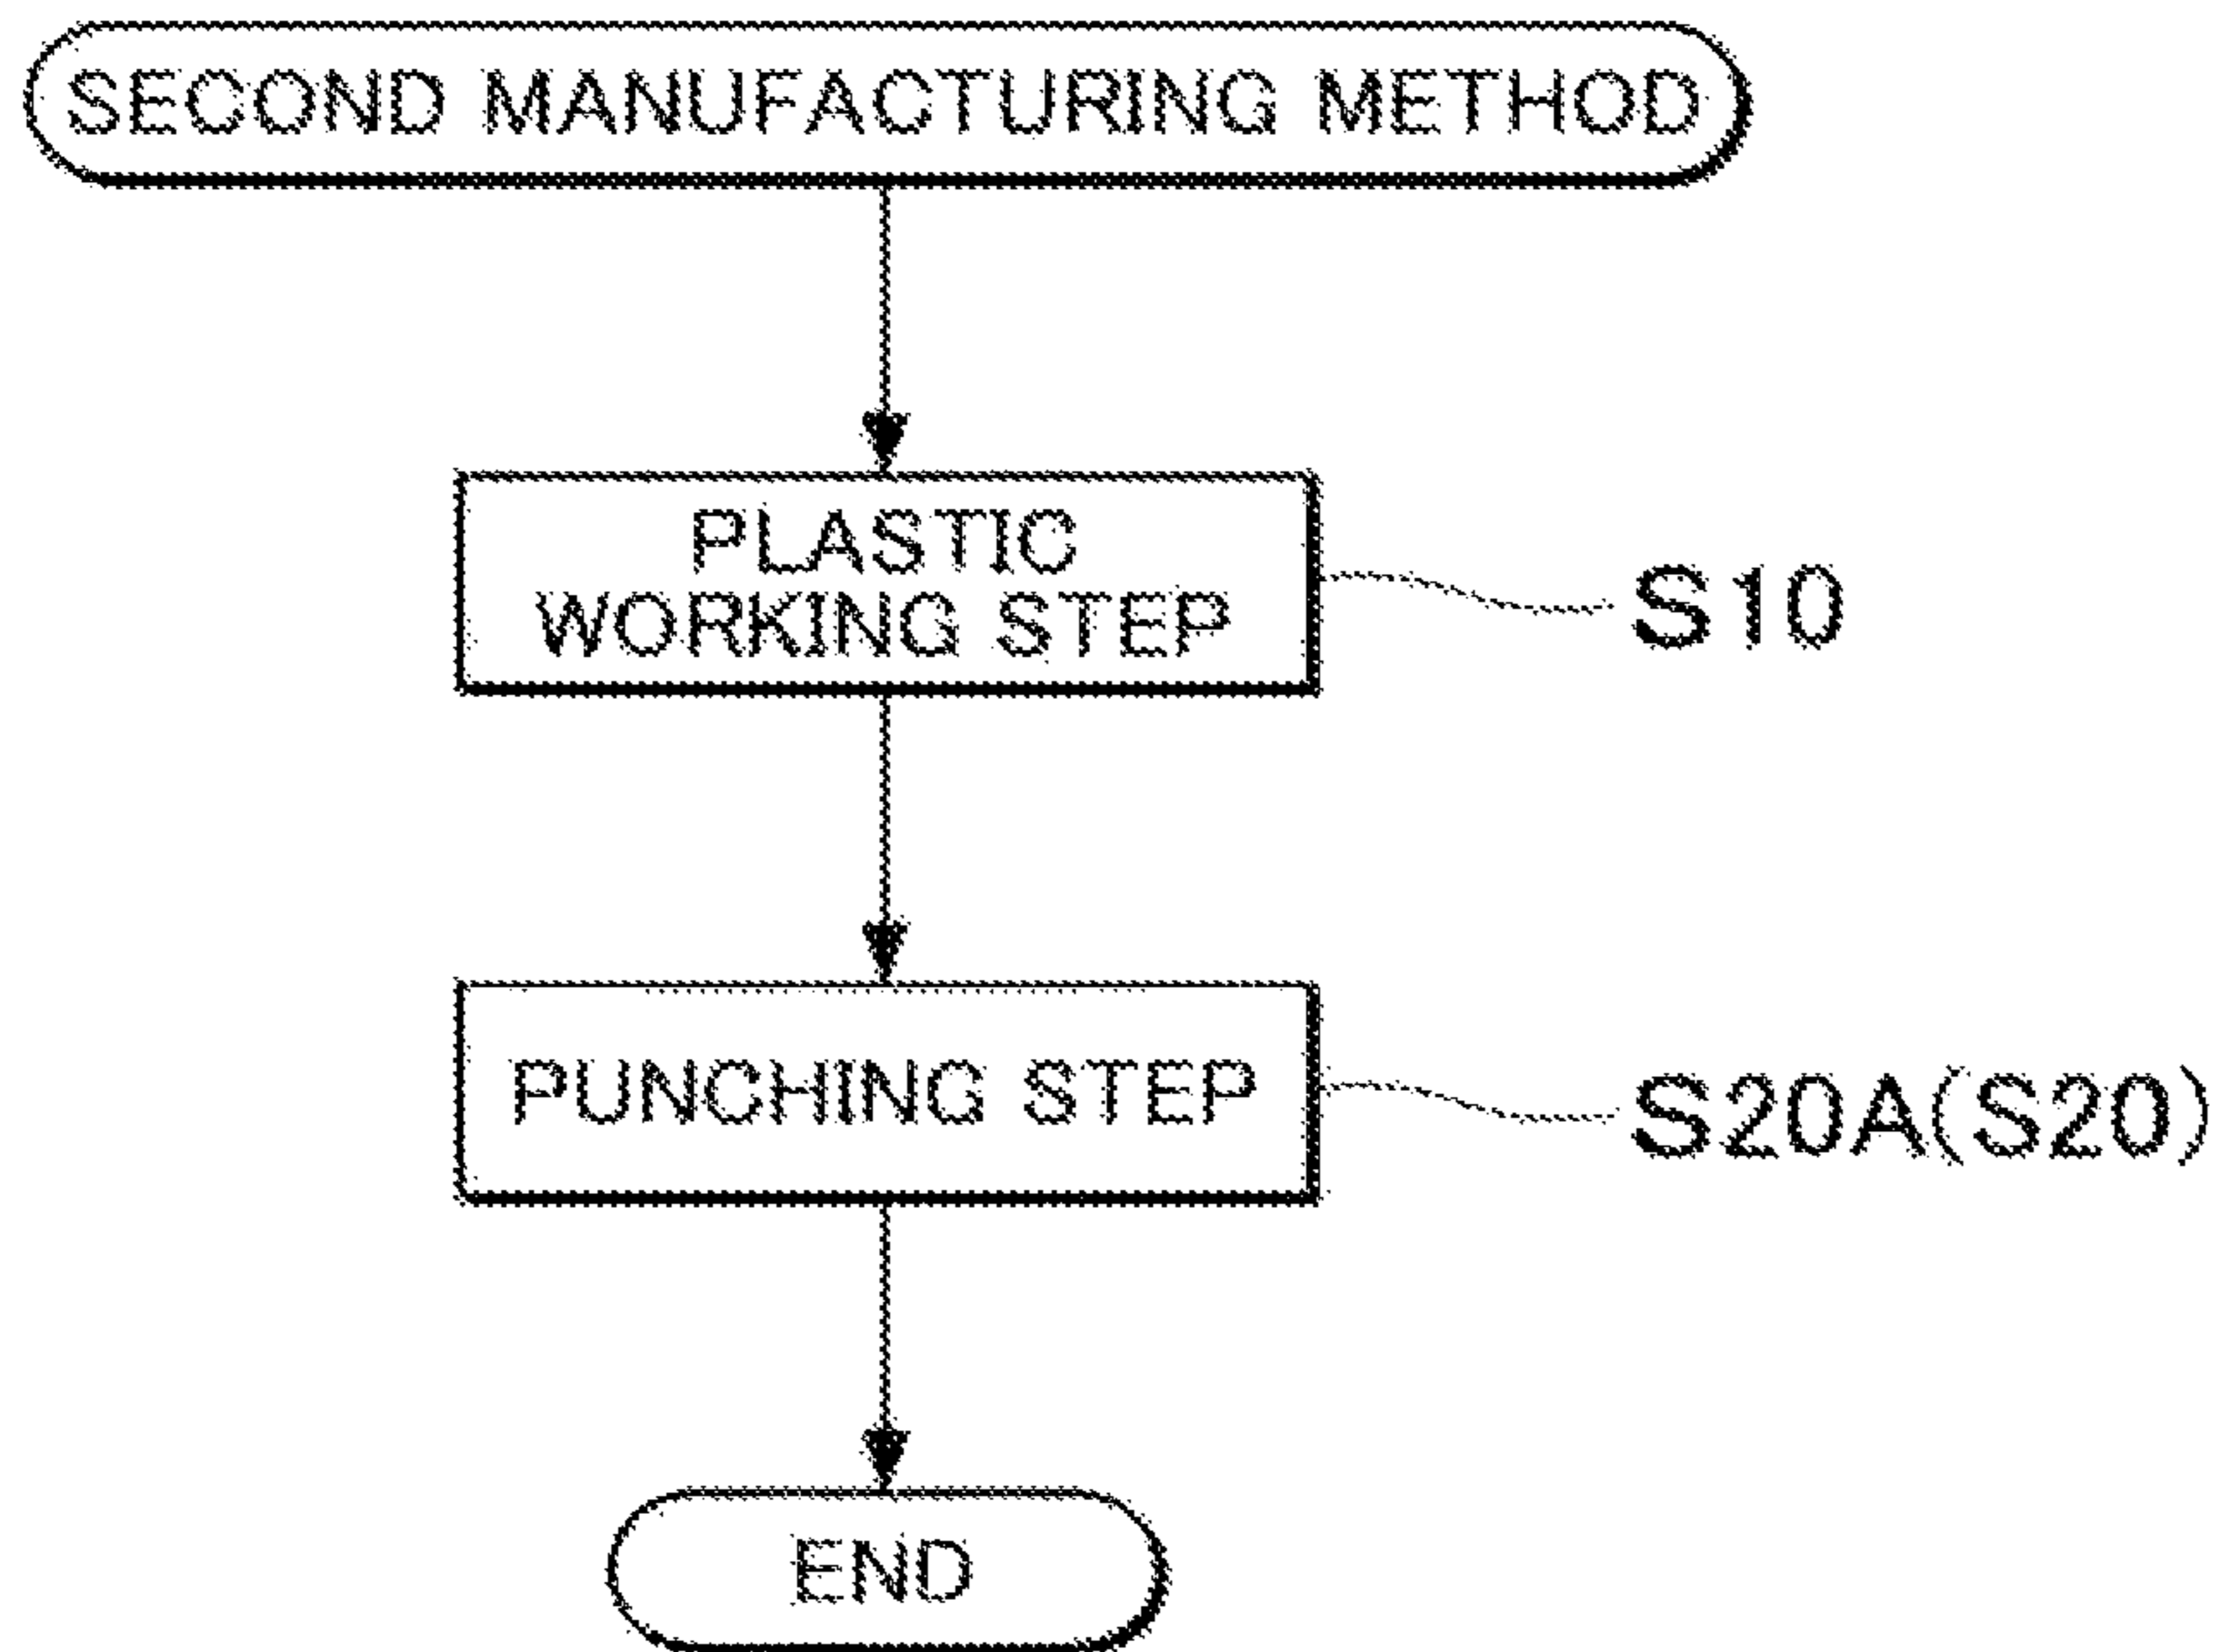 SECOND MANUFACTURING METHOD
PLASTIC
WORKING STEP
S10
PUNCHING STEP
S20A(S20)
END